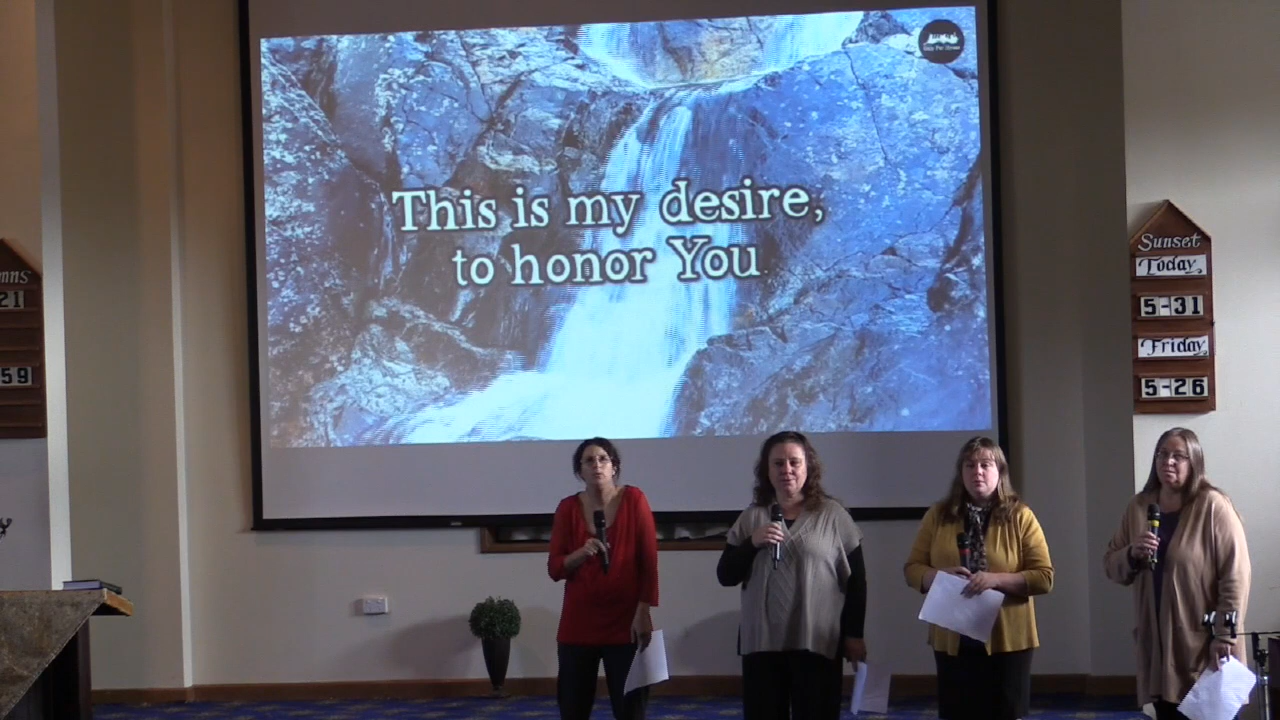 This is my desire,
to honor You
Sunset
Today
5-31
Friday
5-26
mns
21
59